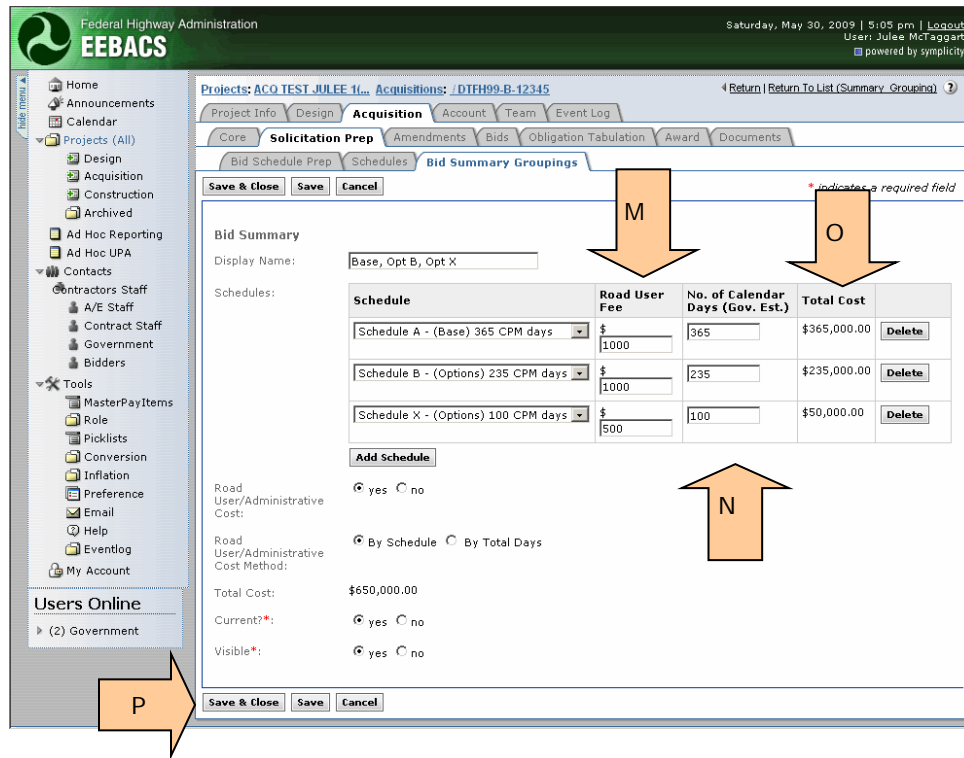 Federal Highway Administration
EEBACS
Saturday, May 30, 2009 | 5:05 pm | Logout
User: Julee McTaggart
powered by symplicity
hide menu
Home
Announcements
Calendar
Projects (All)
Design
Acquisition
Construction
Archived
Ad Hoc Reporting
Ad Hoc UPA
Contacts
Contractors Staff
A/E Staff
Contract Staff
Government
Bidders
Tools
MasterPayItems
Role
Picklists
Conversion
Inflation
Preference
Email
Help
Eventlog
My Account
Users Online
(2) Government
Projects: ACQ TEST JULEE 1(... Acquisitions: /DTFH99-B-12345
Return | Return To List (Summary Grouping) ?
Project Info Design Acquisition Account Team Event Log
Core Solicitation Prep Amendments Bids Obligation Tabulation Award Documents
Bid Schedule Prep Schedules Bid Summary Groupings
Save & Close Save Cancel
* indicates a required field
M
O
Bid Summary
Display Name: Base, Opt B, Opt X
Schedules:
Schedule Road User Fee No. of Calendar Days (Gov. Est.) Total Cost
Schedule A - (Base) 365 CPM days $ 1000 365 $365,000.00 Delete
Schedule B - (Options) 235 CPM days $ 1000 235 $235,000.00 Delete
Schedule X - (Options) 100 CPM days $ 500 100 $50,000.00 Delete
Add Schedule
N
Road User/Administrative Cost: yes no
Road User/Administrative Cost Method: By Schedule By Total Days
Total Cost: $650,000.00
Current?*: yes no
Visible*: yes no
P
Save & Close Save Cancel